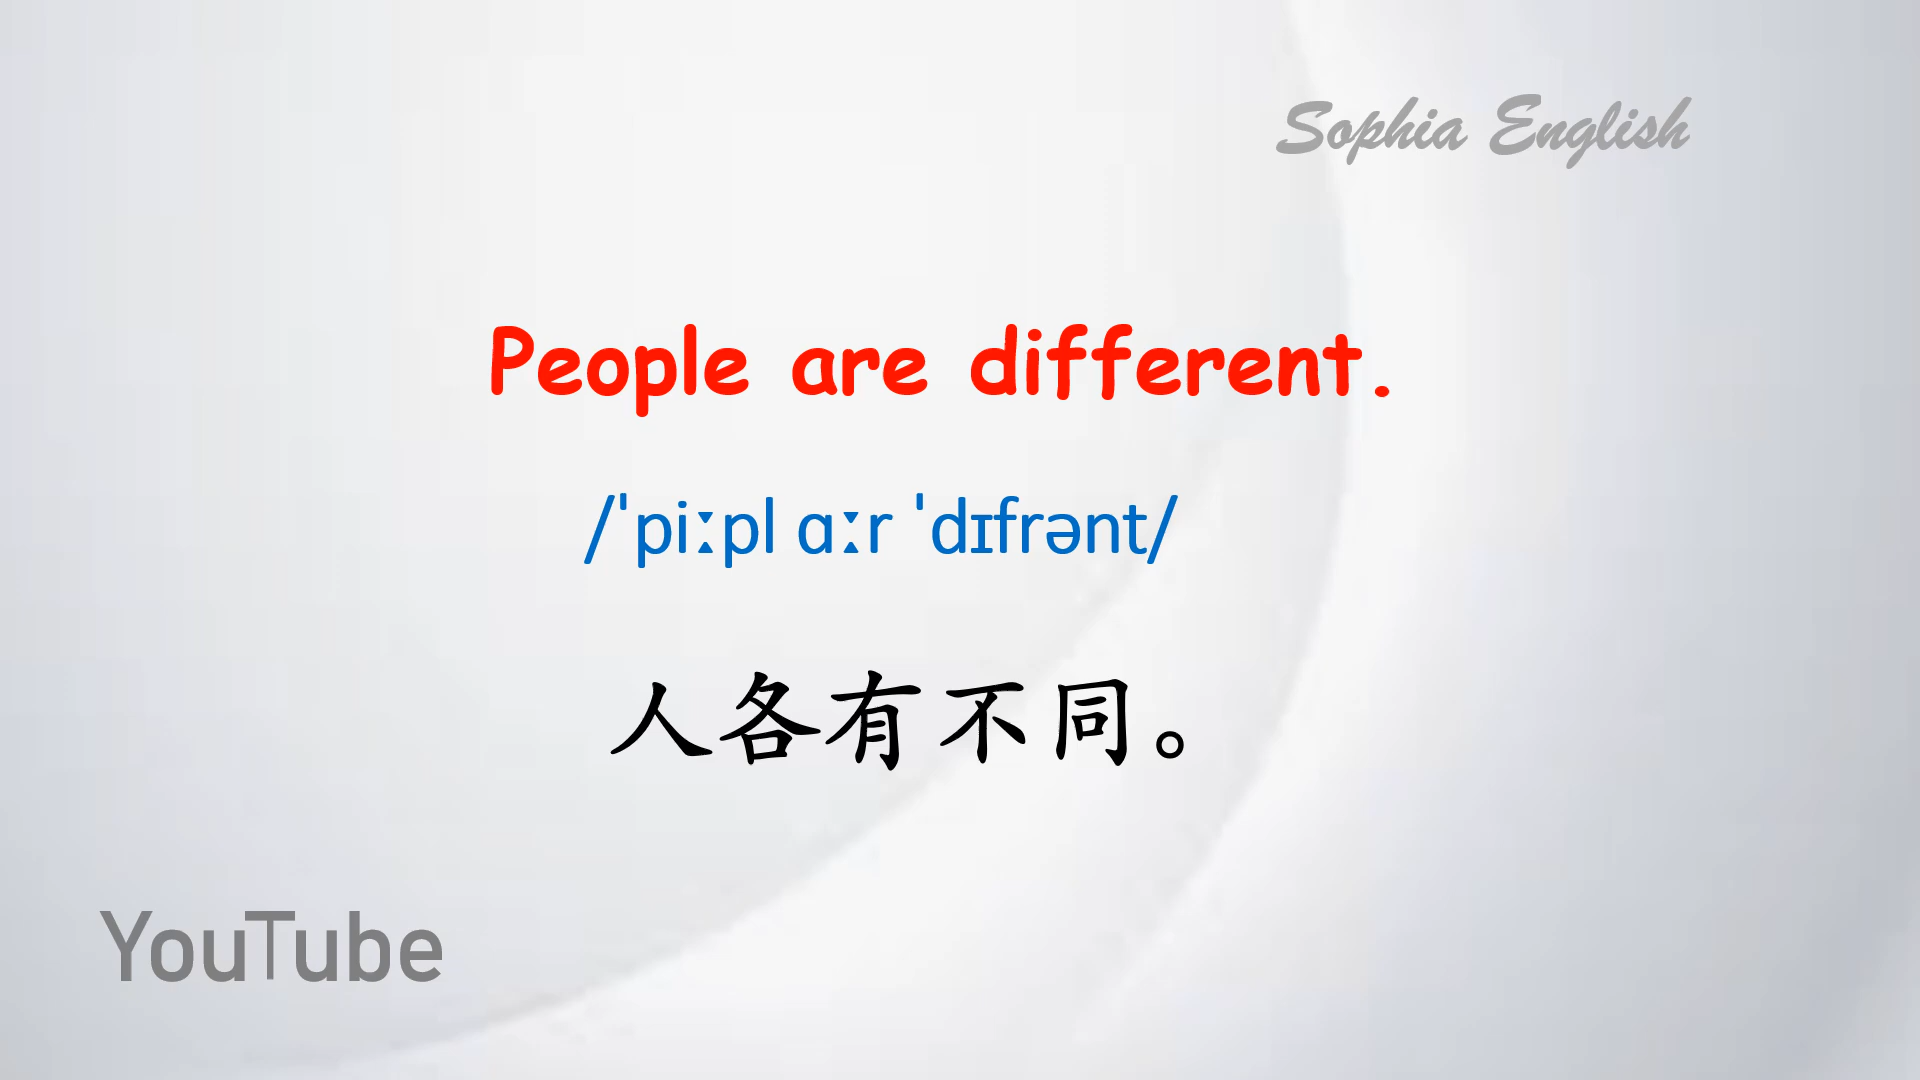 Sophia English
People are different.
/ˈpiːpl ɑːr ˈdɪfrənt/
人各有不同。
YouTube